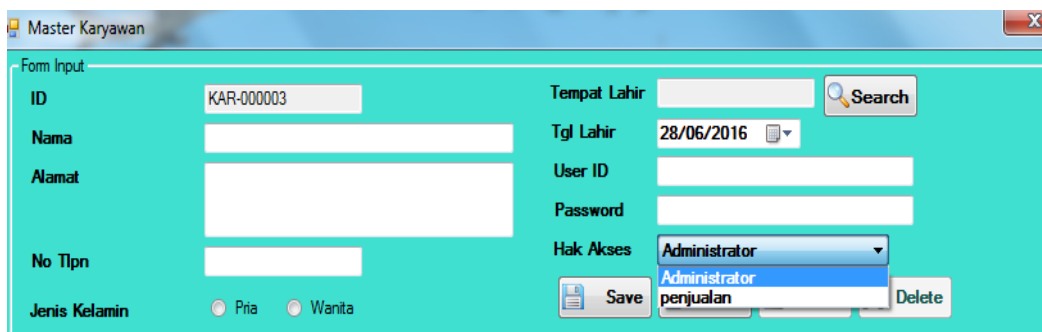 Master Karyawan
Form Input
ID
KAR-000003
Nama
Alamat
No Tlpn
Jenis Kelamin
Pria
Wanita
Tempat Lahir
Search
Tgl Lahir
28/06/2016
User ID
Password
Hak Akses
Administrator
Administrator
penjualan
Save
Delete